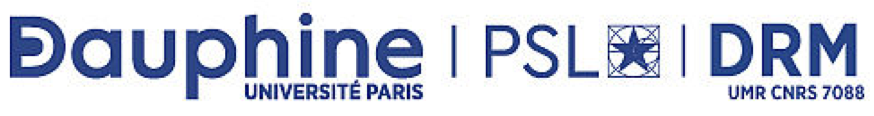 Dauphine | PSL | DRM
UNIVERSITÉ PARIS
UMR CNRS 7088